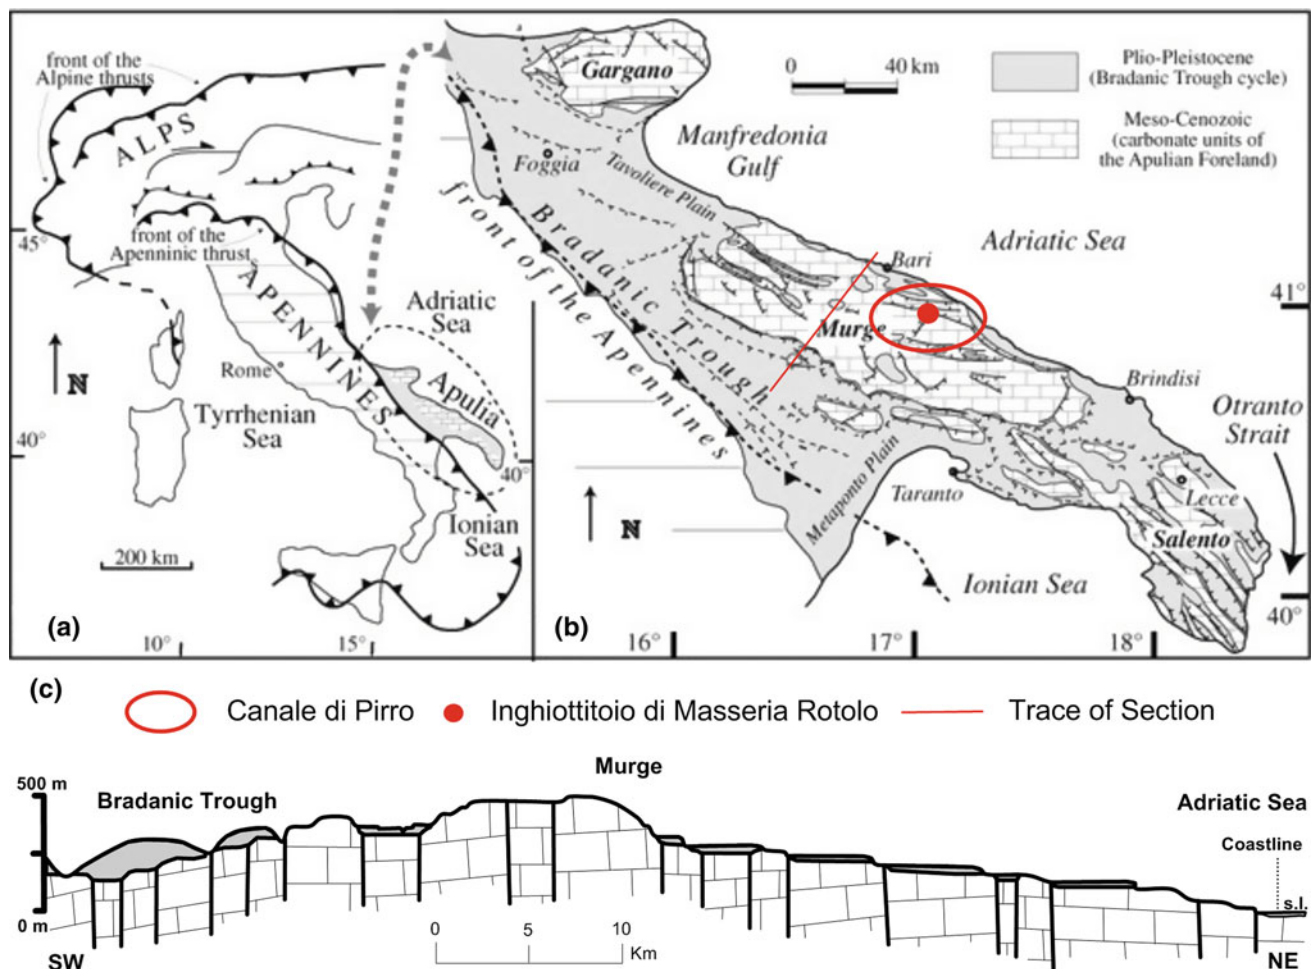 front of the
Alpine thrusts
ALPS
45°
front of the
Apenninic thrust
APENNINES
Adriatic
Sea
N
Rome
Apulia
Tyrrhenian
Sea
40°
40°
Ionian
Sea
200 km
(a)
10°
15°
Gargano
0
40 km
Plio-Pleistocene
(Bradanic Trough cycle)
Meso-Cenozoic
(carbonate units of
the Apulian Foreland)
Manfredonia
Gulf
Foggia
Tavoliere Plain
Bradanic Trough
front of the Apennines
Adriatic Sea
Bari
41°
Murge
Brindisi
Otranto
Strait
Metaponto Plain
Taranto
Lecce
N
Salento
Ionian Sea
40°
(b)
16°
17°
18°
(c)
Canale di Pirro
Inghiottitoio di Masseria Rotolo
Trace of Section
500 m
Murge
Bradanic Trough
Adriatic Sea
Coastline
s.l.
0 m
0
5
10
Km
SW
NE